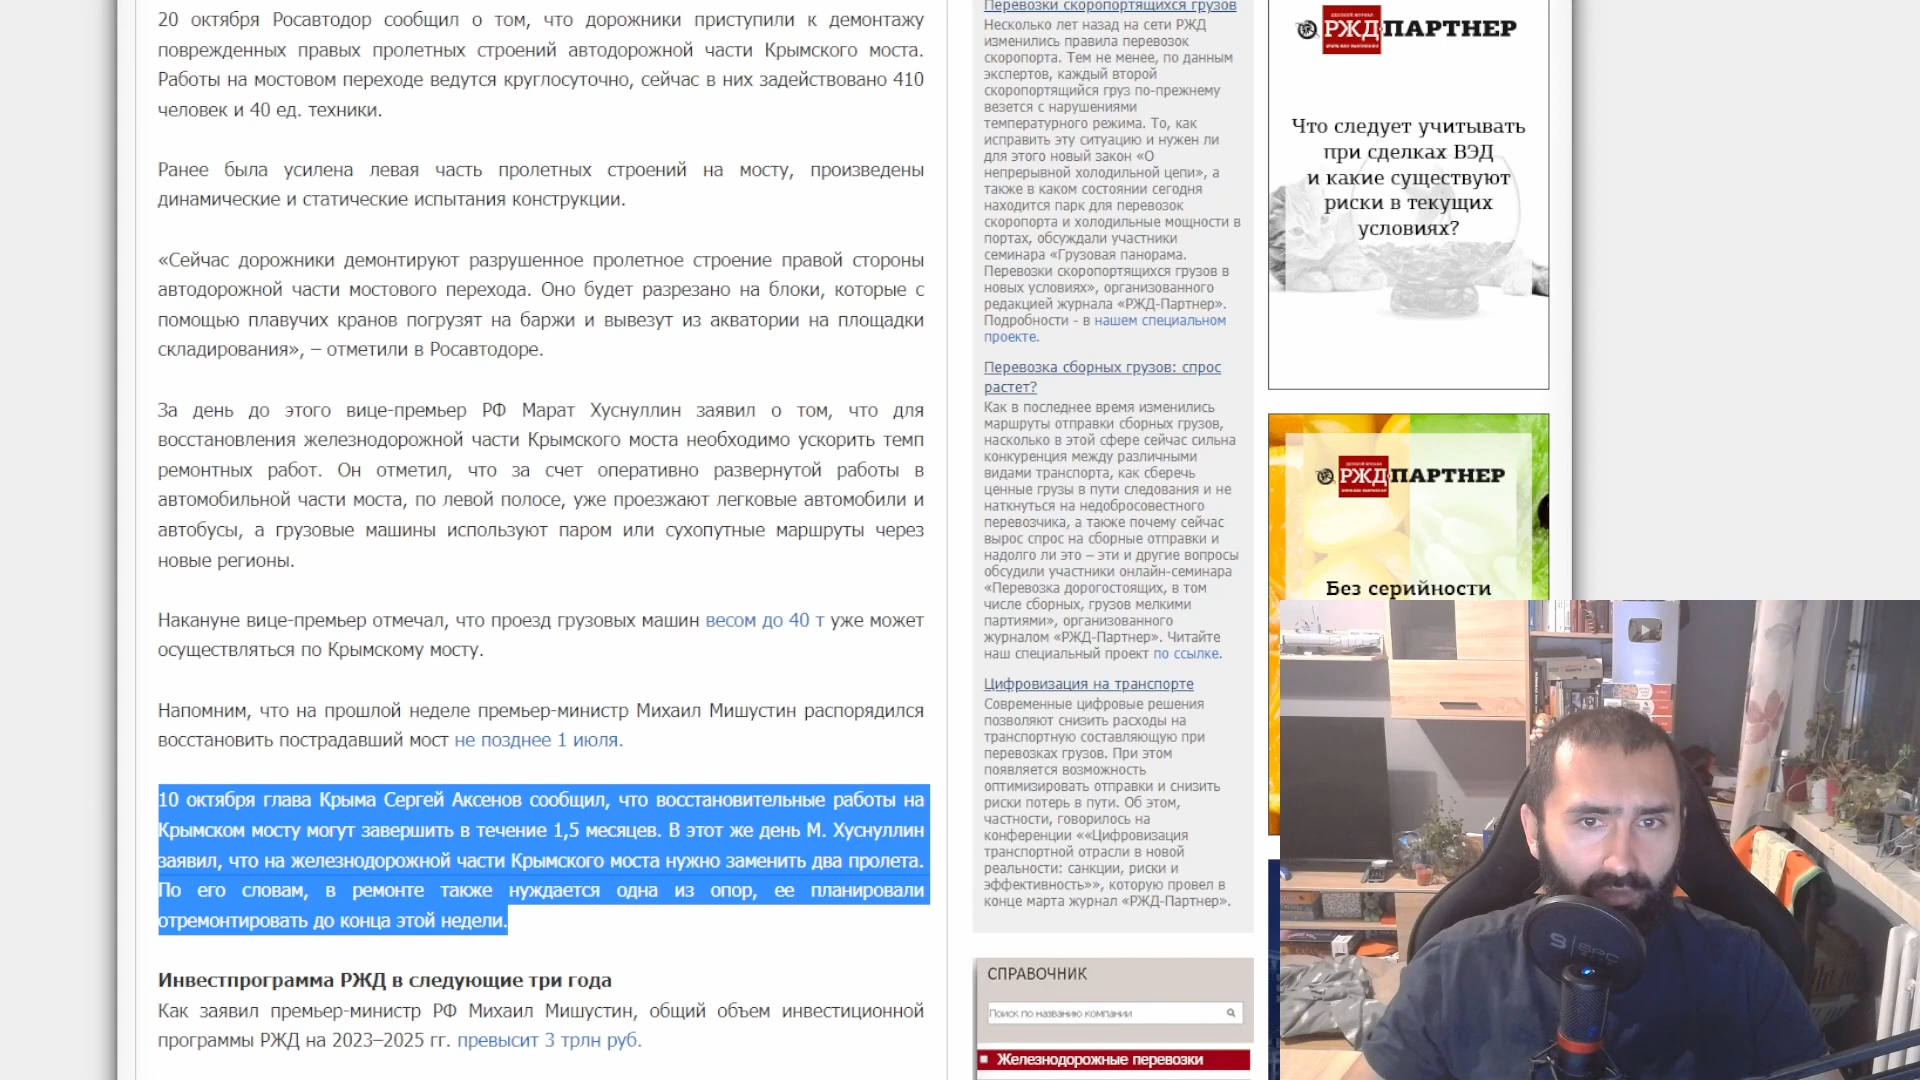 20 октября Росавтодор сообщил о том, что дорожники приступили к демонтажу
поврежденных правых пролетных строений автодорожной части Крымского моста.
Работы на мостовом переходе ведутся круглосуточно, сейчас в них задействовано 410
человек и 40 ед. техники.
Ранее была усилена левая часть пролетных строений на мосту, произведены
динамические и статические испытания конструкции.
«Сейчас дорожники демонтируют разрушенное пролетное строение правой стороны
автодорожной части мостового перехода. Оно будет разрезано на блоки, которые с
помощью плавучих кранов погрузят на баржи и вывезут из акватории на площадки
складирования», – отметили в Росавтодоре.
За день до этого вице-премьер РФ Марат Хуснуллин заявил о том, что для
восстановления железнодорожной части Крымского моста необходимо ускорить темп
ремонтных работ. Он отметил, что за счет оперативно развернутой работы в
автомобильной части моста, по левой полосе, уже проезжают легковые автомобили и
автобусы, а грузовые машины используют паром или сухопутные маршруты через
новые регионы.
Накануне вице-премьер отмечал, что проезд грузовых машин весом до 40 т уже может
осуществляться по Крымскому мосту.
Напомним, что на прошлой неделе премьер-министр Михаил Мишустин распорядился
восстановить пострадавший мост не позднее 1 июля.
10 октября глава Крыма Сергей Аксенов сообщил, что восстановительные работы на
Крымском мосту могут завершить в течение 1,5 месяцев. В этот же день М. Хуснуллин
заявил, что на железнодорожной части Крымского моста нужно заменить два пролета.
По его словам, в ремонте также нуждается одна из опор, ее планировали
отремонтировать до конца этой недели.
Инвестпрограмма РЖД в следующие три года
Как заявил премьер-министр РФ Михаил Мишустин, общий объем инвестиционной
программы РЖД на 2023–2025 гг. превысит 3 трлн руб.
Перевозки скоропортящихся грузов
Несколько лет назад на сети РЖД
изменились правила перевозок
скоропорта. Тем не менее, по данным
экспертов, каждый второй
скоропортящийся груз по-прежнему
везется с нарушениями
температурного режима. То, как
исправить эту ситуацию и нужен ли
для этого новый закон «О
непрерывной холодильной цепи», а
также в каком состоянии сегодня
находится парк для перевозок
скоропорта и холодильные мощности в
портах, обсуждали участники
семинара «Грузовая панорама.
Перевозки скоропортящихся грузов в
новых условиях», организованного
редакцией журнала «РЖД-Партнер».
Подробности - в нашем специальном
проекте.
Перевозка сборных грузов: спрос
растет?
Как в последнее время изменились
маршруты отправки сборных грузов,
насколько в этой сфере сейчас сильна
конкуренция между различными
видами транспорта, как сберечь
ценные грузы в пути следования и не
наткнуться на недобросовестного
перевозчика, а также почему сейчас
вырос спрос на сборные отправки и
надолго ли это – эти и другие вопросы
обсудили участники онлайн-семинара
«Перевозка дорогостоящих, в том
числе сборных, грузов мелкими
партиями», организованного
журналом «РЖД-Партнер». Читайте
наш специальный проект по ссылке.
Цифровизация на транспорте
Современные цифровые решения
позволяют снизить расходы на
транспортную составляющую при
перевозках грузов. При этом
появляется возможность
оптимизировать отправки и снизить
риски потерь в пути. Об этом,
в частности, говорилось на
конференции ««Цифровизация
транспортной отрасли в новой
реальности: санкции, риски и
эффективность»», которую провел в
конце марта журнал «РЖД-Партнер».
СПРАВОЧНИК
Поиск по названию компании
Железнодорожные перевозки
РЖД ПАРТНЕР
Что следует учитывать
при сделках ВЭД
и какие существуют
риски в текущих
условиях?
РЖД ПАРТНЕР
Без серийности
SPC